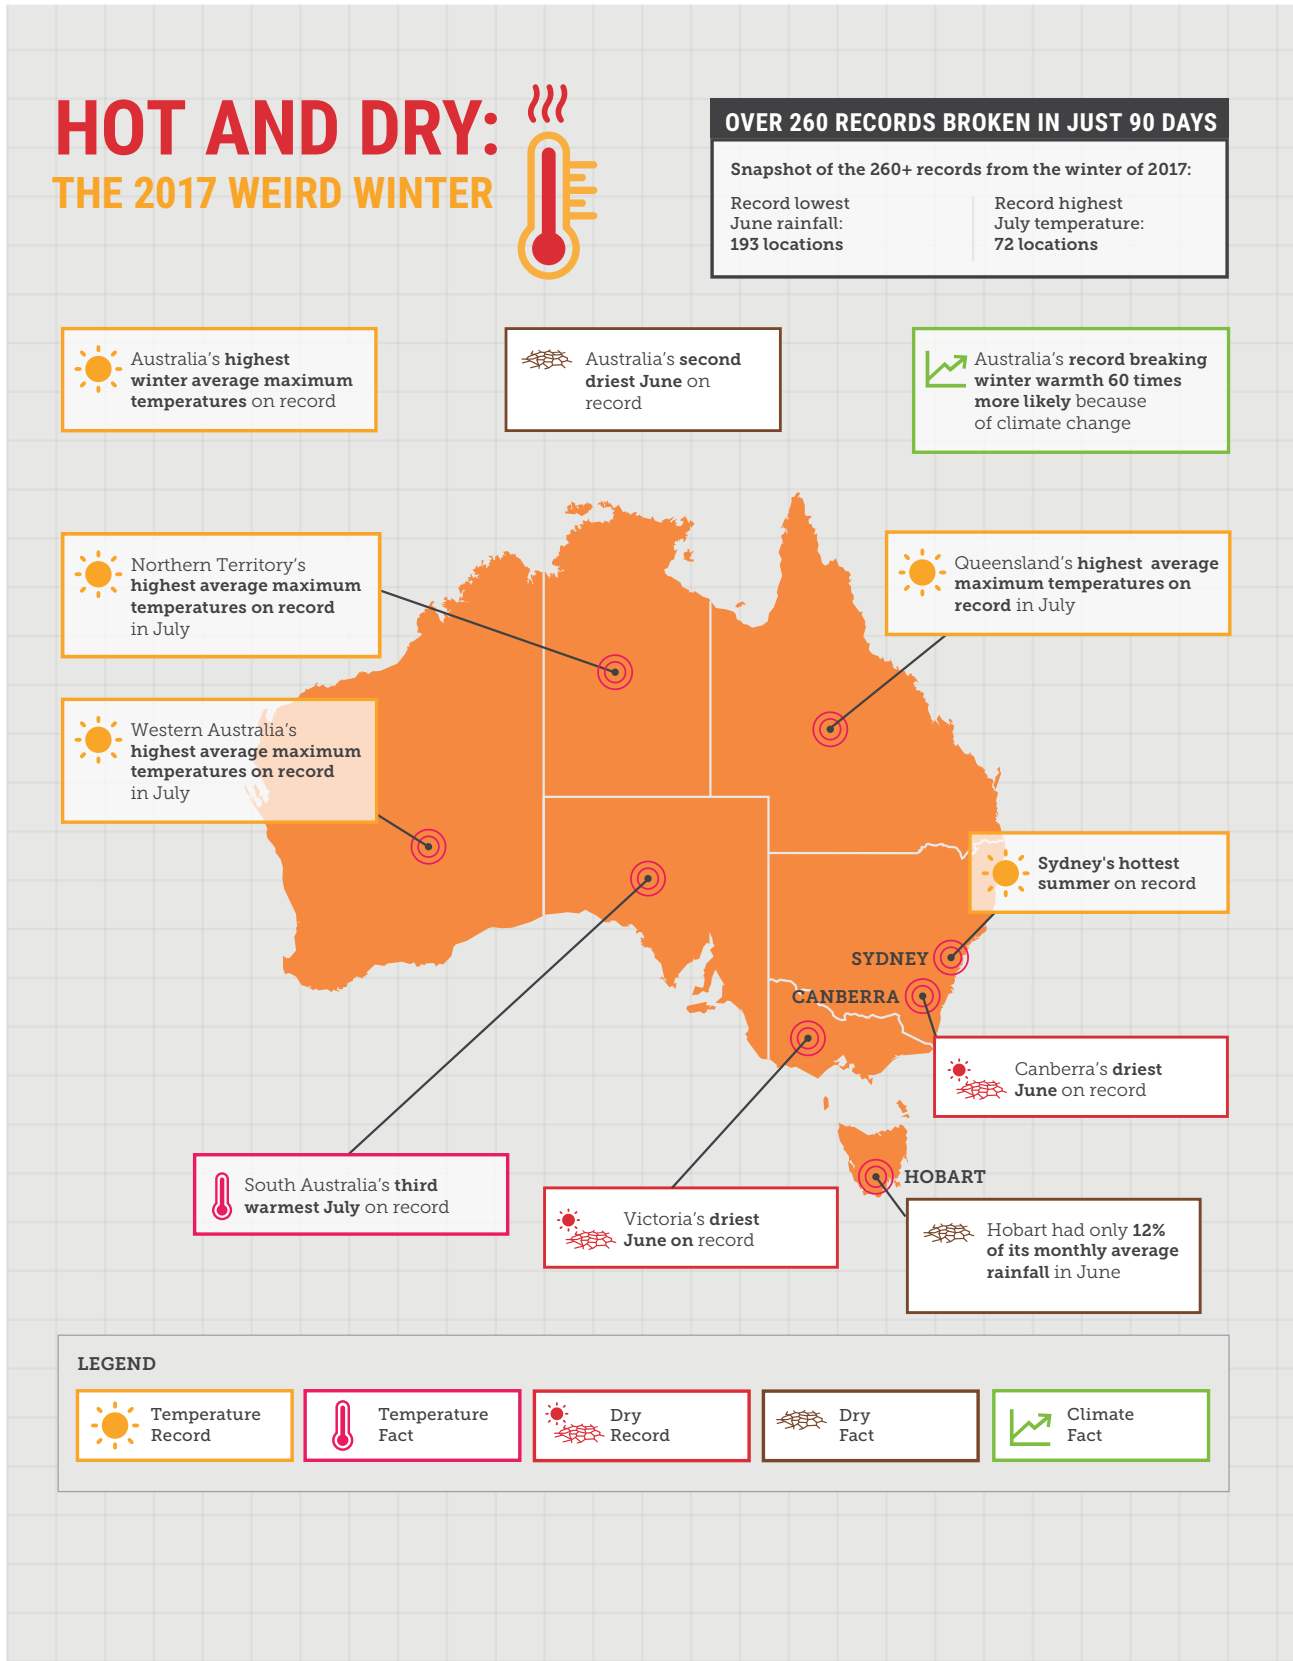 HOT AND DRY:
THE 2017 WEIRD WINTER
OVER 260 RECORDS BROKEN IN JUST 90 DAYS
Snapshot of the 260+ records from the winter of 2017:
Record lowest
June rainfall:
193 locations
Record highest
July temperature:
72 locations
Australia's highest
winter average maximum
temperatures on record
Australia's second
driest June on
record
Australia's record breaking
winter warmth 60 times
more likely because
of climate change
Northern Territory's
highest average maximum
temperatures on record
in July
Queensland's highest average
maximum temperatures on
record in July
Western Australia's
highest average maximum
temperatures on record
in July
Sydney's hottest
summer on record
SYDNEY
CANBERRA
Canberra's driest
June on record
South Australia's third
warmest July on record
Victoria's driest
June on record
HOBART
Hobart had only 12%
of its monthly average
rainfall in June
LEGEND
Temperature
Record
Temperature
Fact
Dry
Record
Dry
Fact
Climate
Fact